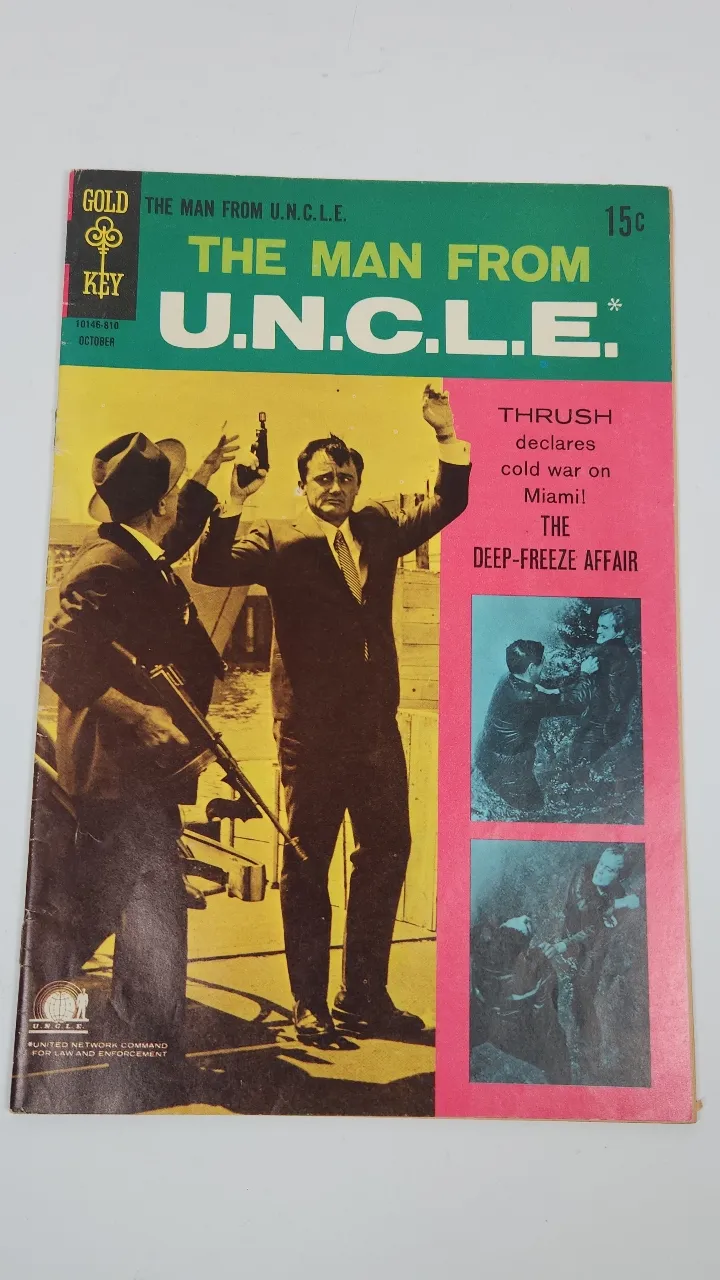 GOLD
KEY
10146-810
OCTOBER
THE MAN FROM U.N.C.L.E.
15¢
THE MAN FROM
U.N.C.L.E.*
THRUSH
declares
cold war on
Miami!
THE
DEEP-FREEZE AFFAIR
U.N.C.L.E.
*UNITED NETWORK COMMAND
FOR LAW AND ENFORCEMENT